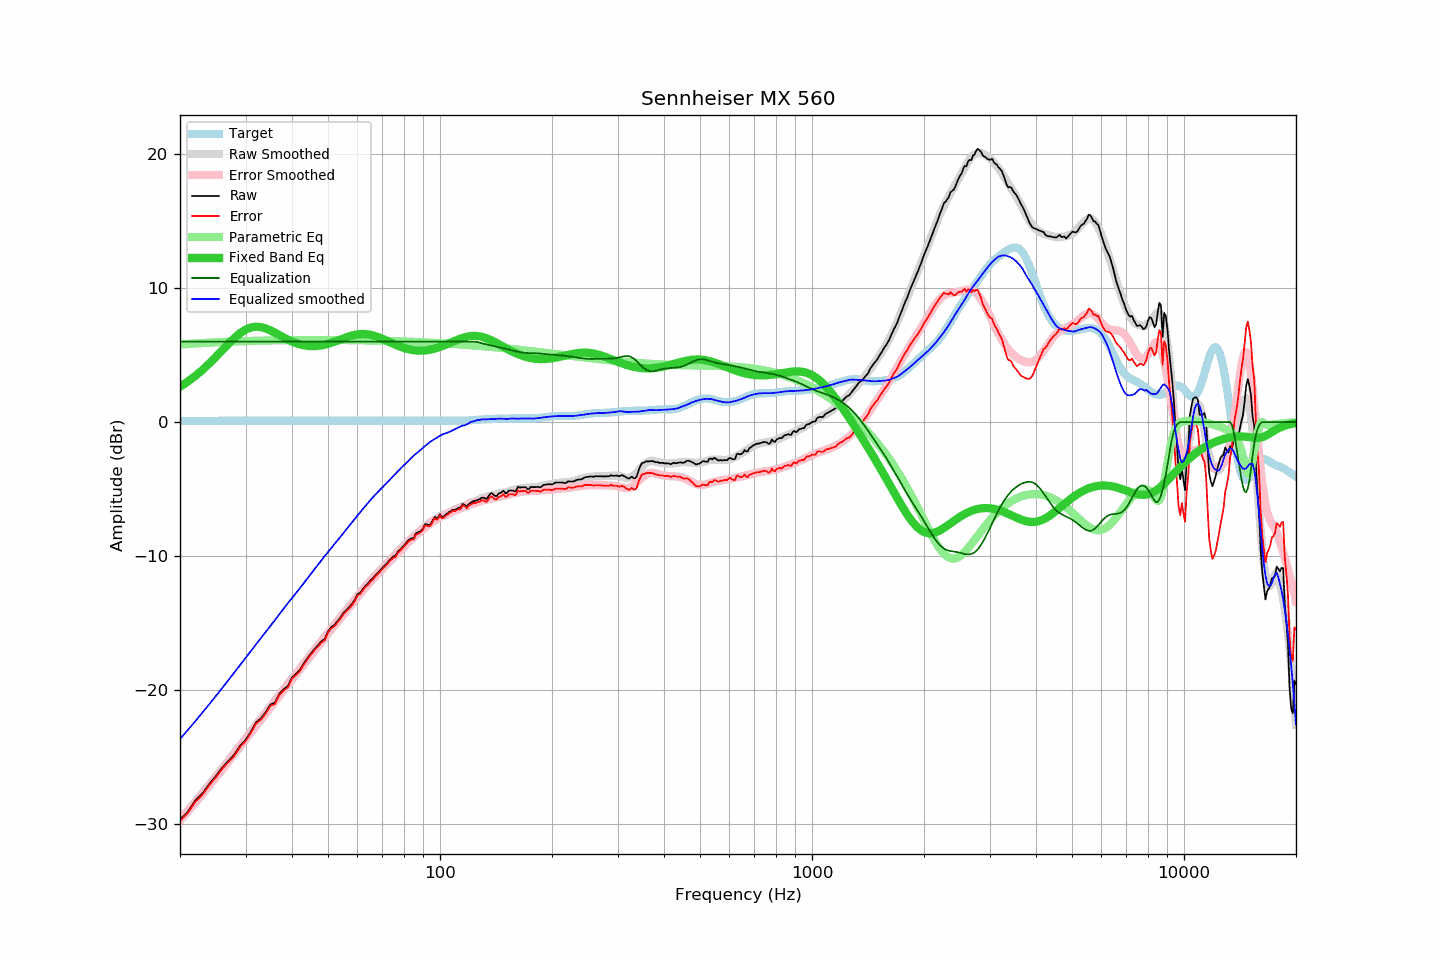 Sennheiser MX 560
Target
Raw Smoothed
Error Smoothed
Raw
Error
Parametric Eq
Fixed Band Eq
Equalization
Equalized smoothed
20
10
0
−10
−20
−30
Amplitude (dBr)
100
1000
10000
Frequency (Hz)